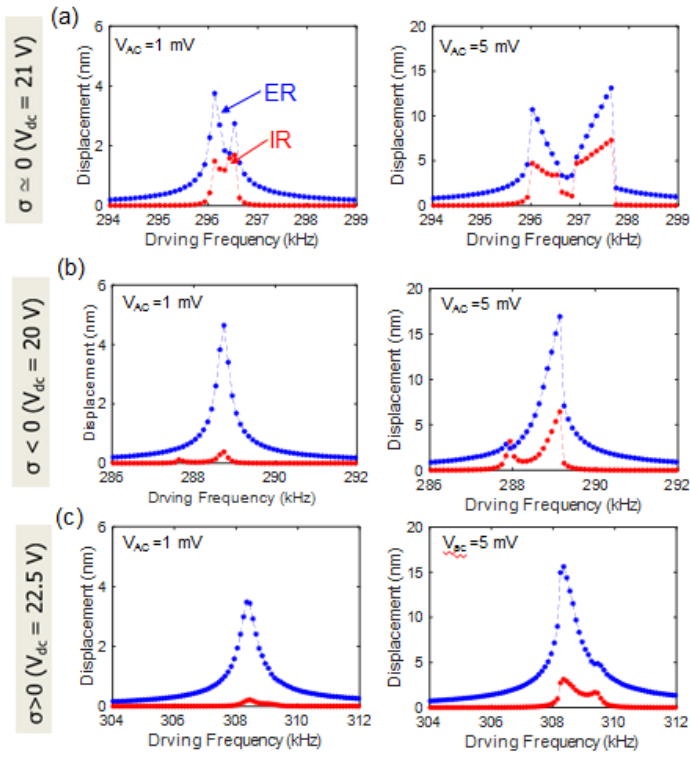 (a)
σ ≃ 0 (Vdc = 21 V)
VAC =1 mV
ER
IR
Displacement (nm)
6
4
2
0
294 295 296 297 298 299
Drving Frequency (kHz)
VAC =5 mV
Displacement (nm)
20
15
10
5
0
294 295 296 297 298 299
Drving Frequency (kHz)
(b)
σ < 0 (Vdc = 20 V)
VAC =1 mV
Displacement (nm)
6
4
2
0
286 288 290 292
Drving Frequency (kHz)
VAC =5 mV
Displacement (nm)
20
15
10
5
0
286 288 290 292
Drving Frequency (kHz)
(c)
σ>0 (Vdc = 22.5 V)
VAC =1 mV
Displacement (nm)
6
4
2
0
304 306 308 310 312
Drving Frequency (kHz)
Vac =5 mV
Displacement (nm)
20
15
10
5
0
304 306 308 310 312
Drving Frequency (kHz)